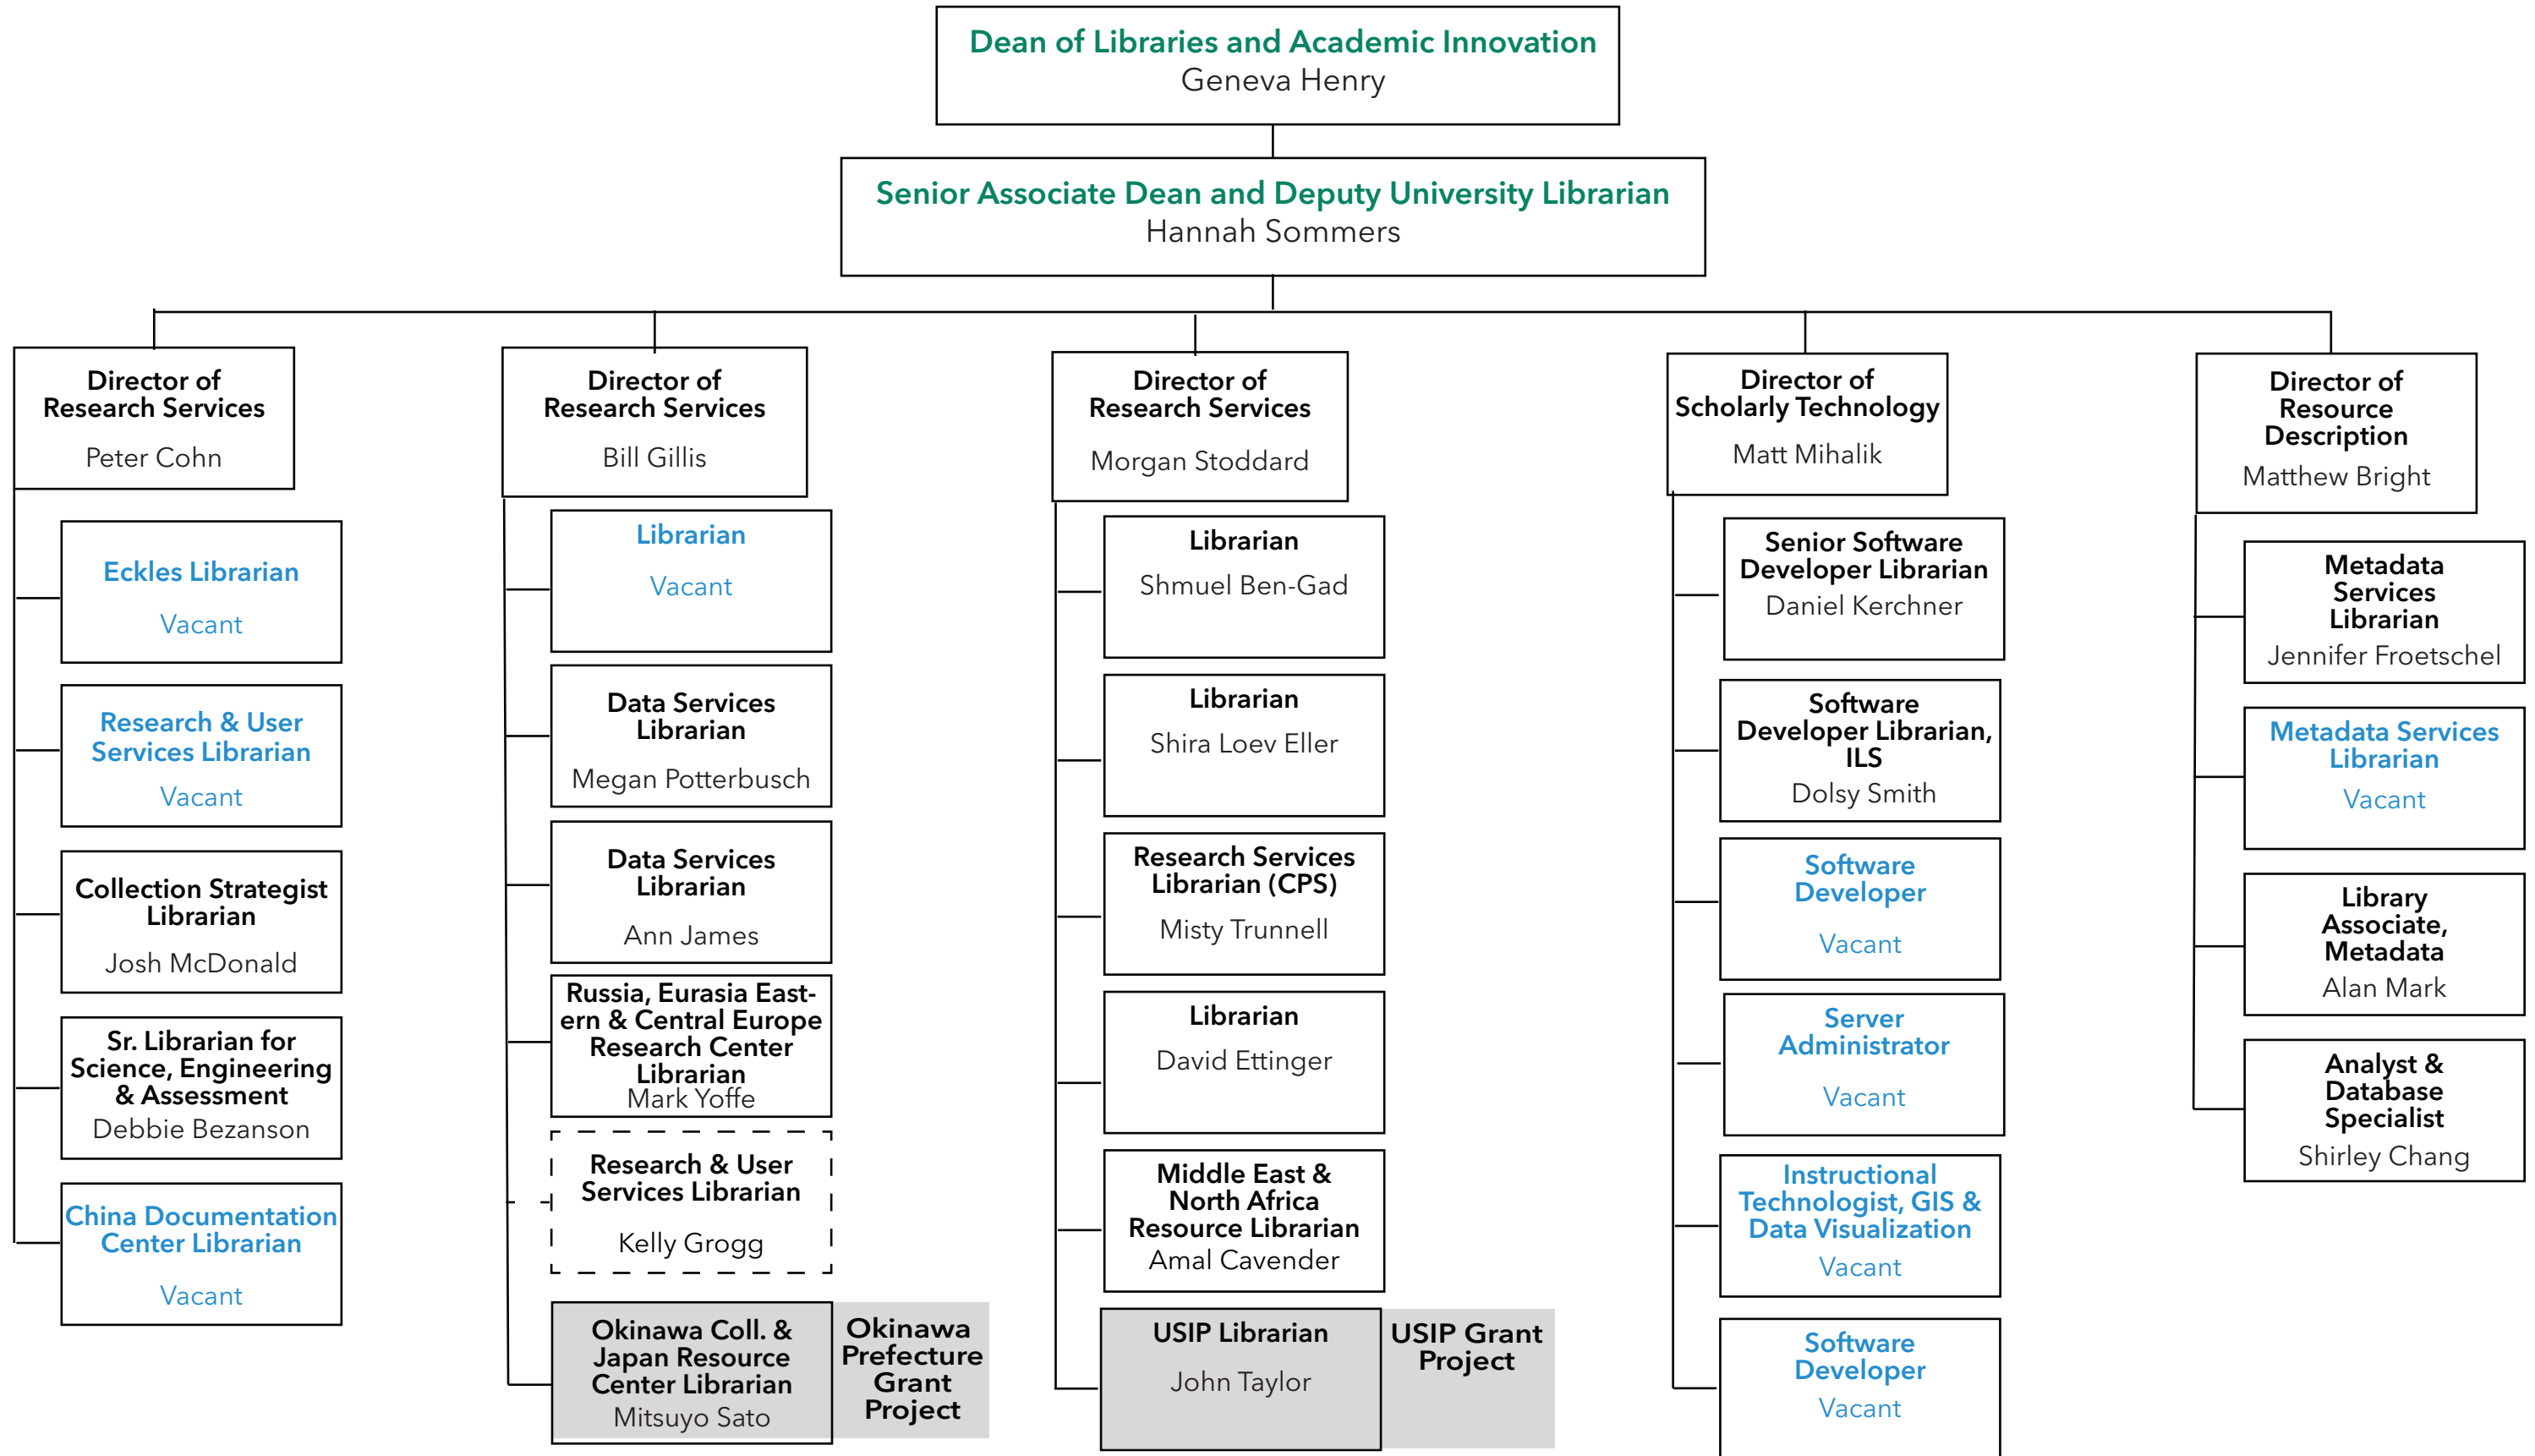 Dean of Libraries and Academic Innovation
Geneva Henry
Senior Associate Dean and Deputy University Librarian
Hannah Sommers
Director of
Research Services
Peter Cohn
Eckles Librarian
Vacant
Research & User
Services Librarian
Vacant
Collection Strategist
Librarian
Josh McDonald
Sr. Librarian for
Science, Engineering
& Assessment
Debbie Bezanson
China Documentation
Center Librarian
Vacant
Director of
Research Services
Bill Gillis
Librarian
Vacant
Data Services
Librarian
Megan Potterbusch
Data Services
Librarian
Ann James
Russia, Eurasia East-
ern & Central Europe
Research Center
Librarian
Mark Yoffe
Research & User
Services Librarian
Kelly Grogg
Okinawa Coll. &
Japan Resource
Center Librarian
Mitsuyo Sato
Okinawa
Prefecture
Grant
Project
Director of
Research Services
Morgan Stoddard
Librarian
Shmuel Ben-Gad
Librarian
Shira Loev Eller
Research Services
Librarian (CPS)
Misty Trunnell
Librarian
David Ettinger
Middle East &
North Africa
Resource Librarian
Amal Cavender
USIP Librarian
John Taylor
USIP Grant
Project
Director of
Scholarly Technology
Matt Mihalik
Senior Software
Developer Librarian
Daniel Kerchner
Software
Developer Librarian,
ILS
Dolsy Smith
Software
Developer
Vacant
Server
Administrator
Vacant
Instructional
Technologist, GIS &
Data Visualization
Vacant
Software
Developer
Vacant
Director of
Resource
Description
Matthew Bright
Metadata
Services
Librarian
Jennifer Froetschel
Metadata Services
Librarian
Vacant
Library
Associate,
Metadata
Alan Mark
Analyst &
Database
Specialist
Shirley Chang